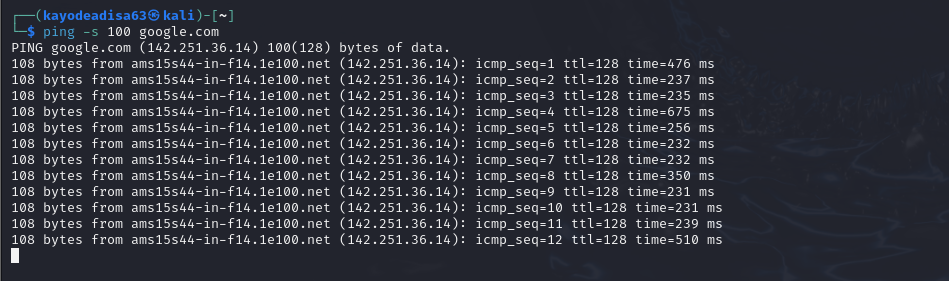 ┌──(kayodeadisa63㉿kali)-[~]
└─$ ping -s 100 google.com
PING google.com (142.251.36.14) 100(128) bytes of data.
108 bytes from ams15s44-in-f14.1e100.net (142.251.36.14): icmp_seq=1 ttl=128 time=476 ms
108 bytes from ams15s44-in-f14.1e100.net (142.251.36.14): icmp_seq=2 ttl=128 time=237 ms
108 bytes from ams15s44-in-f14.1e100.net (142.251.36.14): icmp_seq=3 ttl=128 time=235 ms
108 bytes from ams15s44-in-f14.1e100.net (142.251.36.14): icmp_seq=4 ttl=128 time=675 ms
108 bytes from ams15s44-in-f14.1e100.net (142.251.36.14): icmp_seq=5 ttl=128 time=256 ms
108 bytes from ams15s44-in-f14.1e100.net (142.251.36.14): icmp_seq=6 ttl=128 time=232 ms
108 bytes from ams15s44-in-f14.1e100.net (142.251.36.14): icmp_seq=7 ttl=128 time=232 ms
108 bytes from ams15s44-in-f14.1e100.net (142.251.36.14): icmp_seq=8 ttl=128 time=350 ms
108 bytes from ams15s44-in-f14.1e100.net (142.251.36.14): icmp_seq=9 ttl=128 time=231 ms
108 bytes from ams15s44-in-f14.1e100.net (142.251.36.14): icmp_seq=10 ttl=128 time=231 ms
108 bytes from ams15s44-in-f14.1e100.net (142.251.36.14): icmp_seq=11 ttl=128 time=239 ms
108 bytes from ams15s44-in-f14.1e100.net (142.251.36.14): icmp_seq=12 ttl=128 time=510 ms